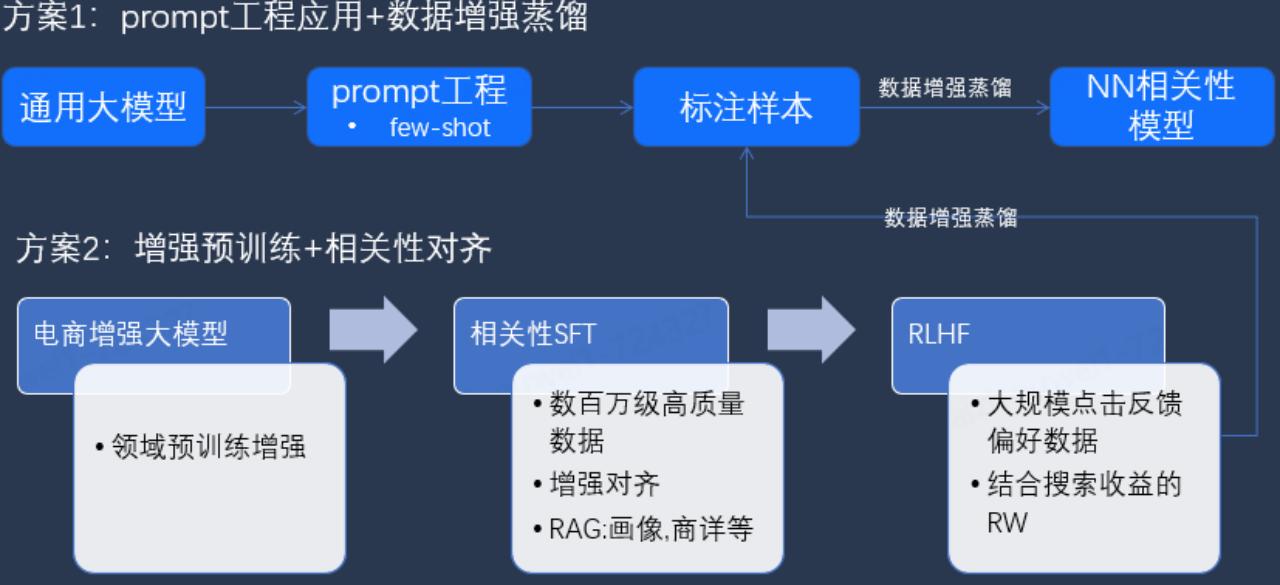 方案1：prompt工程应用+数据增强蒸馏
通用大模型
prompt工程
• few-shot
标注样本
数据增强蒸馏
NN相关性
模型
数据增强蒸馏
方案2：增强预训练+相关性对齐
电商增强大模型
• 领域预训练增强
相关性SFT
• 数百万级高质量
数据
• 增强对齐
• RAG:画像,商详等
RLHF
• 大规模点击反馈
偏好数据
• 结合搜索收益的
RW